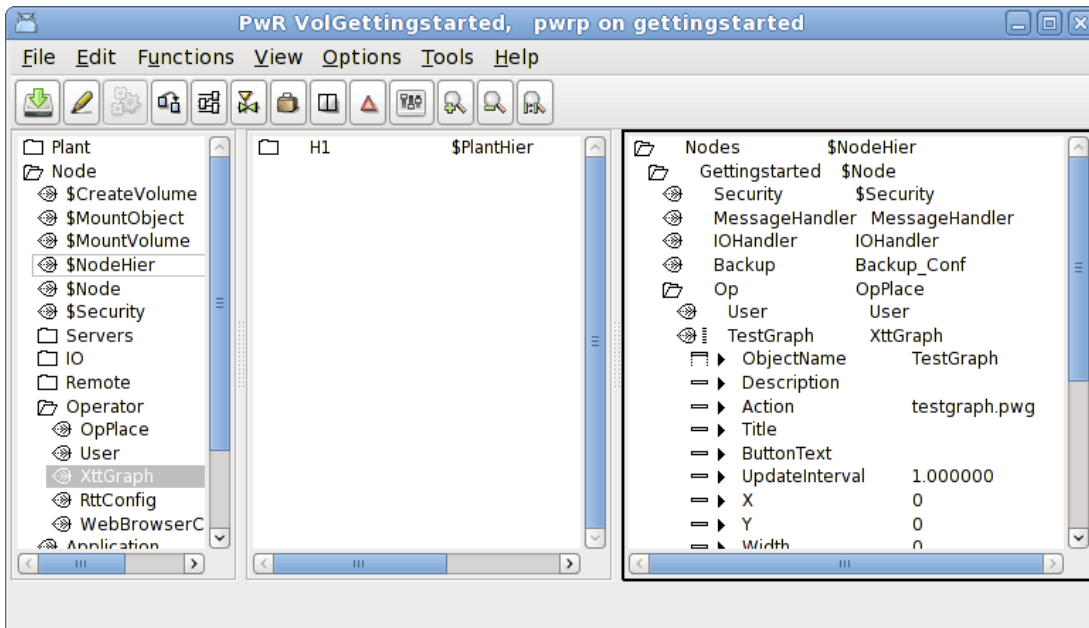 PwR VolGettingstarted, pwrp on gettingstarted
File Edit Functions View Options Tools Help
Plant
Node
$CreateVolume
$MountObject
$MountVolume
$NodeHier
$Node
$Security
Servers
IO
Remote
Operator
OpPlace
User
XttGraph
RttConfig
WebBrowserC
Application
H1 $PlantHier
Nodes $NodeHier
Gettingstarted $Node
Security $Security
MessageHandler MessageHandler
IOHandler IOHandler
Backup Backup_Conf
Op OpPlace
User User
TestGraph XttGraph
ObjectName TestGraph
Description
Action testgraph.pwg
Title
ButtonText
UpdateInterval 1.000000
X 0
Y 0
Width 0